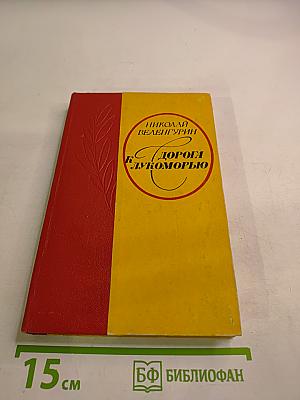 НИКОЛАЙ
ВЕЛЕНГУРИН
ДОРОГА
К
ЛУКОМОРЬЮ
15 см
БФ БИБЛИОФАН